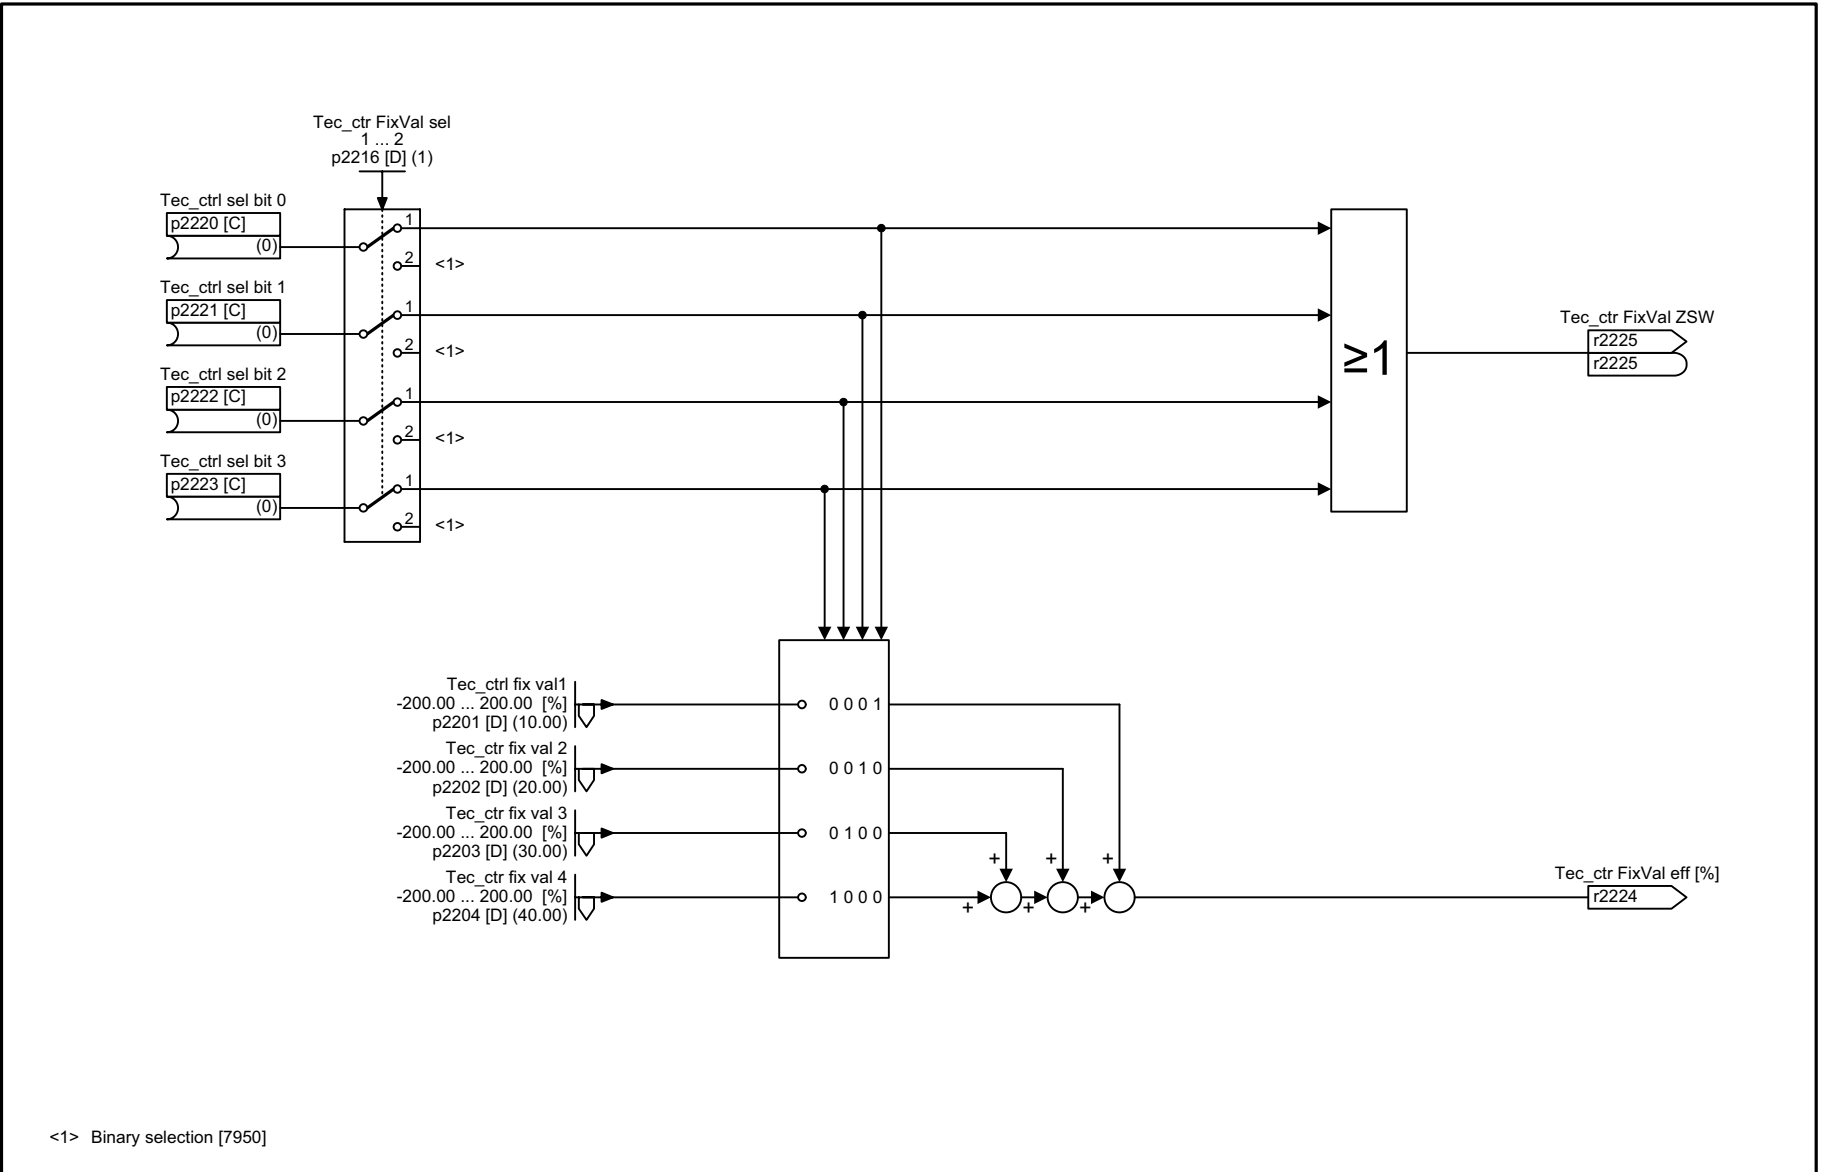 Tec_ctr FixVal sel
1 ... 2
p2216 [D] (1)
Tec_ctrl sel bit 0
p2220 [C]
(0)
1
2
<1>
Tec_ctrl sel bit 1
p2221 [C]
(0)
1
2
<1>
Tec_ctrl sel bit 2
p2222 [C]
(0)
1
2
<1>
Tec_ctrl sel bit 3
p2223 [C]
(0)
1
2
<1>
≥1
Tec_ctr FixVal ZSW
r2225
r2225
Tec_ctrl fix val1
-200.00 ... 200.00 [%]
p2201 [D] (10.00)
0 0 0 1
Tec_ctr fix val 2
-200.00 ... 200.00 [%]
p2202 [D] (20.00)
0 0 1 0
Tec_ctr fix val 3
-200.00 ... 200.00 [%]
p2203 [D] (30.00)
0 1 0 0
Tec_ctr fix val 4
-200.00 ... 200.00 [%]
p2204 [D] (40.00)
1 0 0 0
+
+
+
+
+
+
Tec_ctr FixVal eff [%]
r2224
<1> Binary selection [7950]